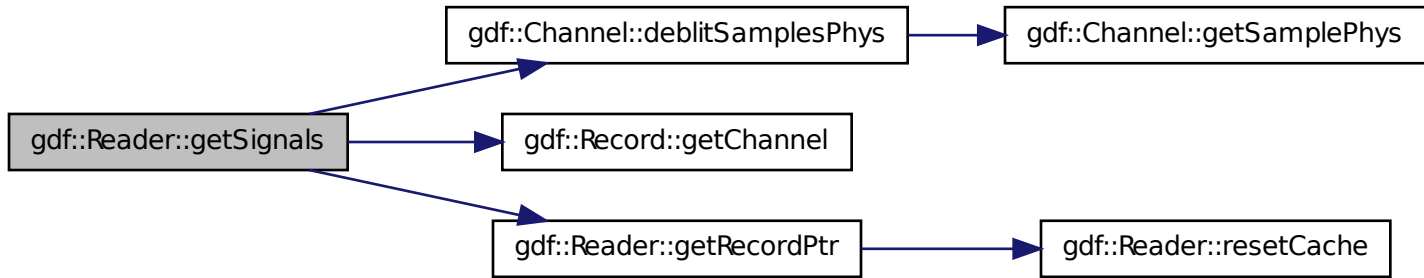 gdf::Channel::deblitSamplesPhys
gdf::Channel::getSamplePhys
gdf::Reader::getSignals
gdf::Record::getChannel
gdf::Reader::getRecordPtr
gdf::Reader::resetCache